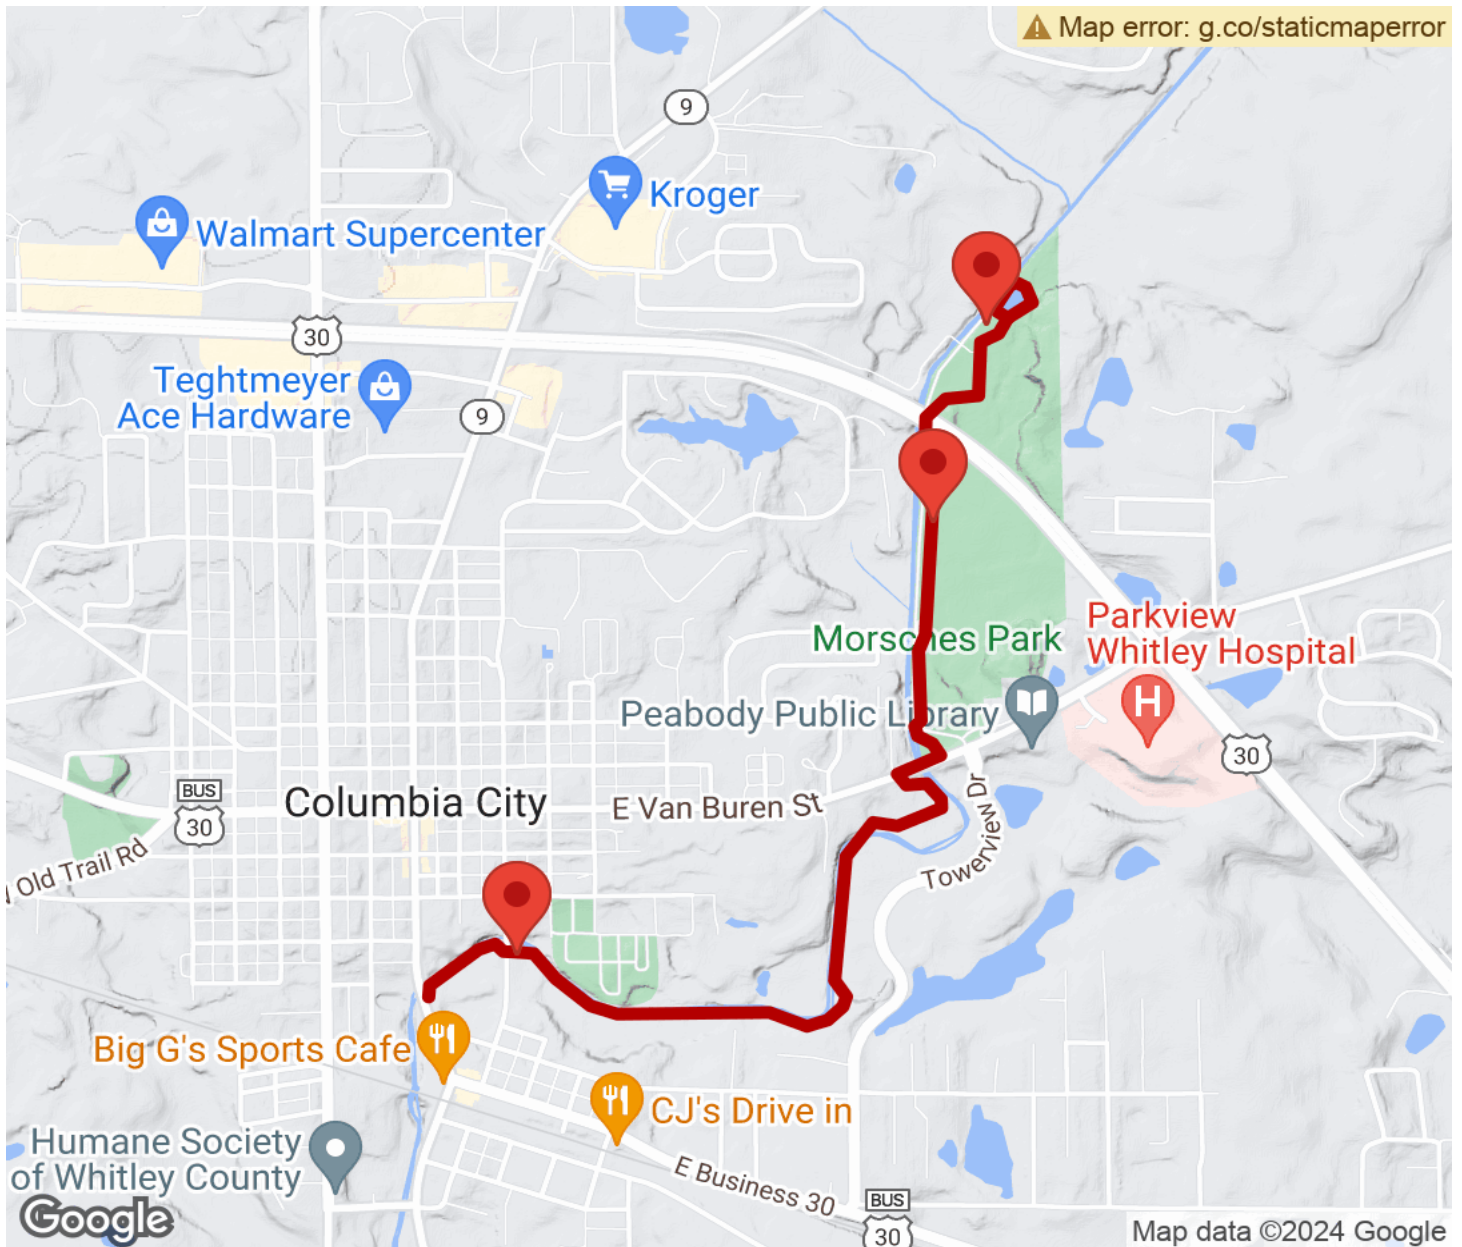 Map error: g.co/staticmaperror
9
Kroger
Walmart Supercenter
30
Teghtmeyer
Ace Hardware
9
Parkview
Whitley Hospital
Morsches Park
Peabody Public Library
H
30
BUS
30
Columbia City
E Van Buren St
Towerview Dr
Old Trail Rd
Big G's Sports Cafe
CJ's Drive in
Humane Society
of Whitley County
E Business 30
BUS
30
Google
Map data ©2024 Google